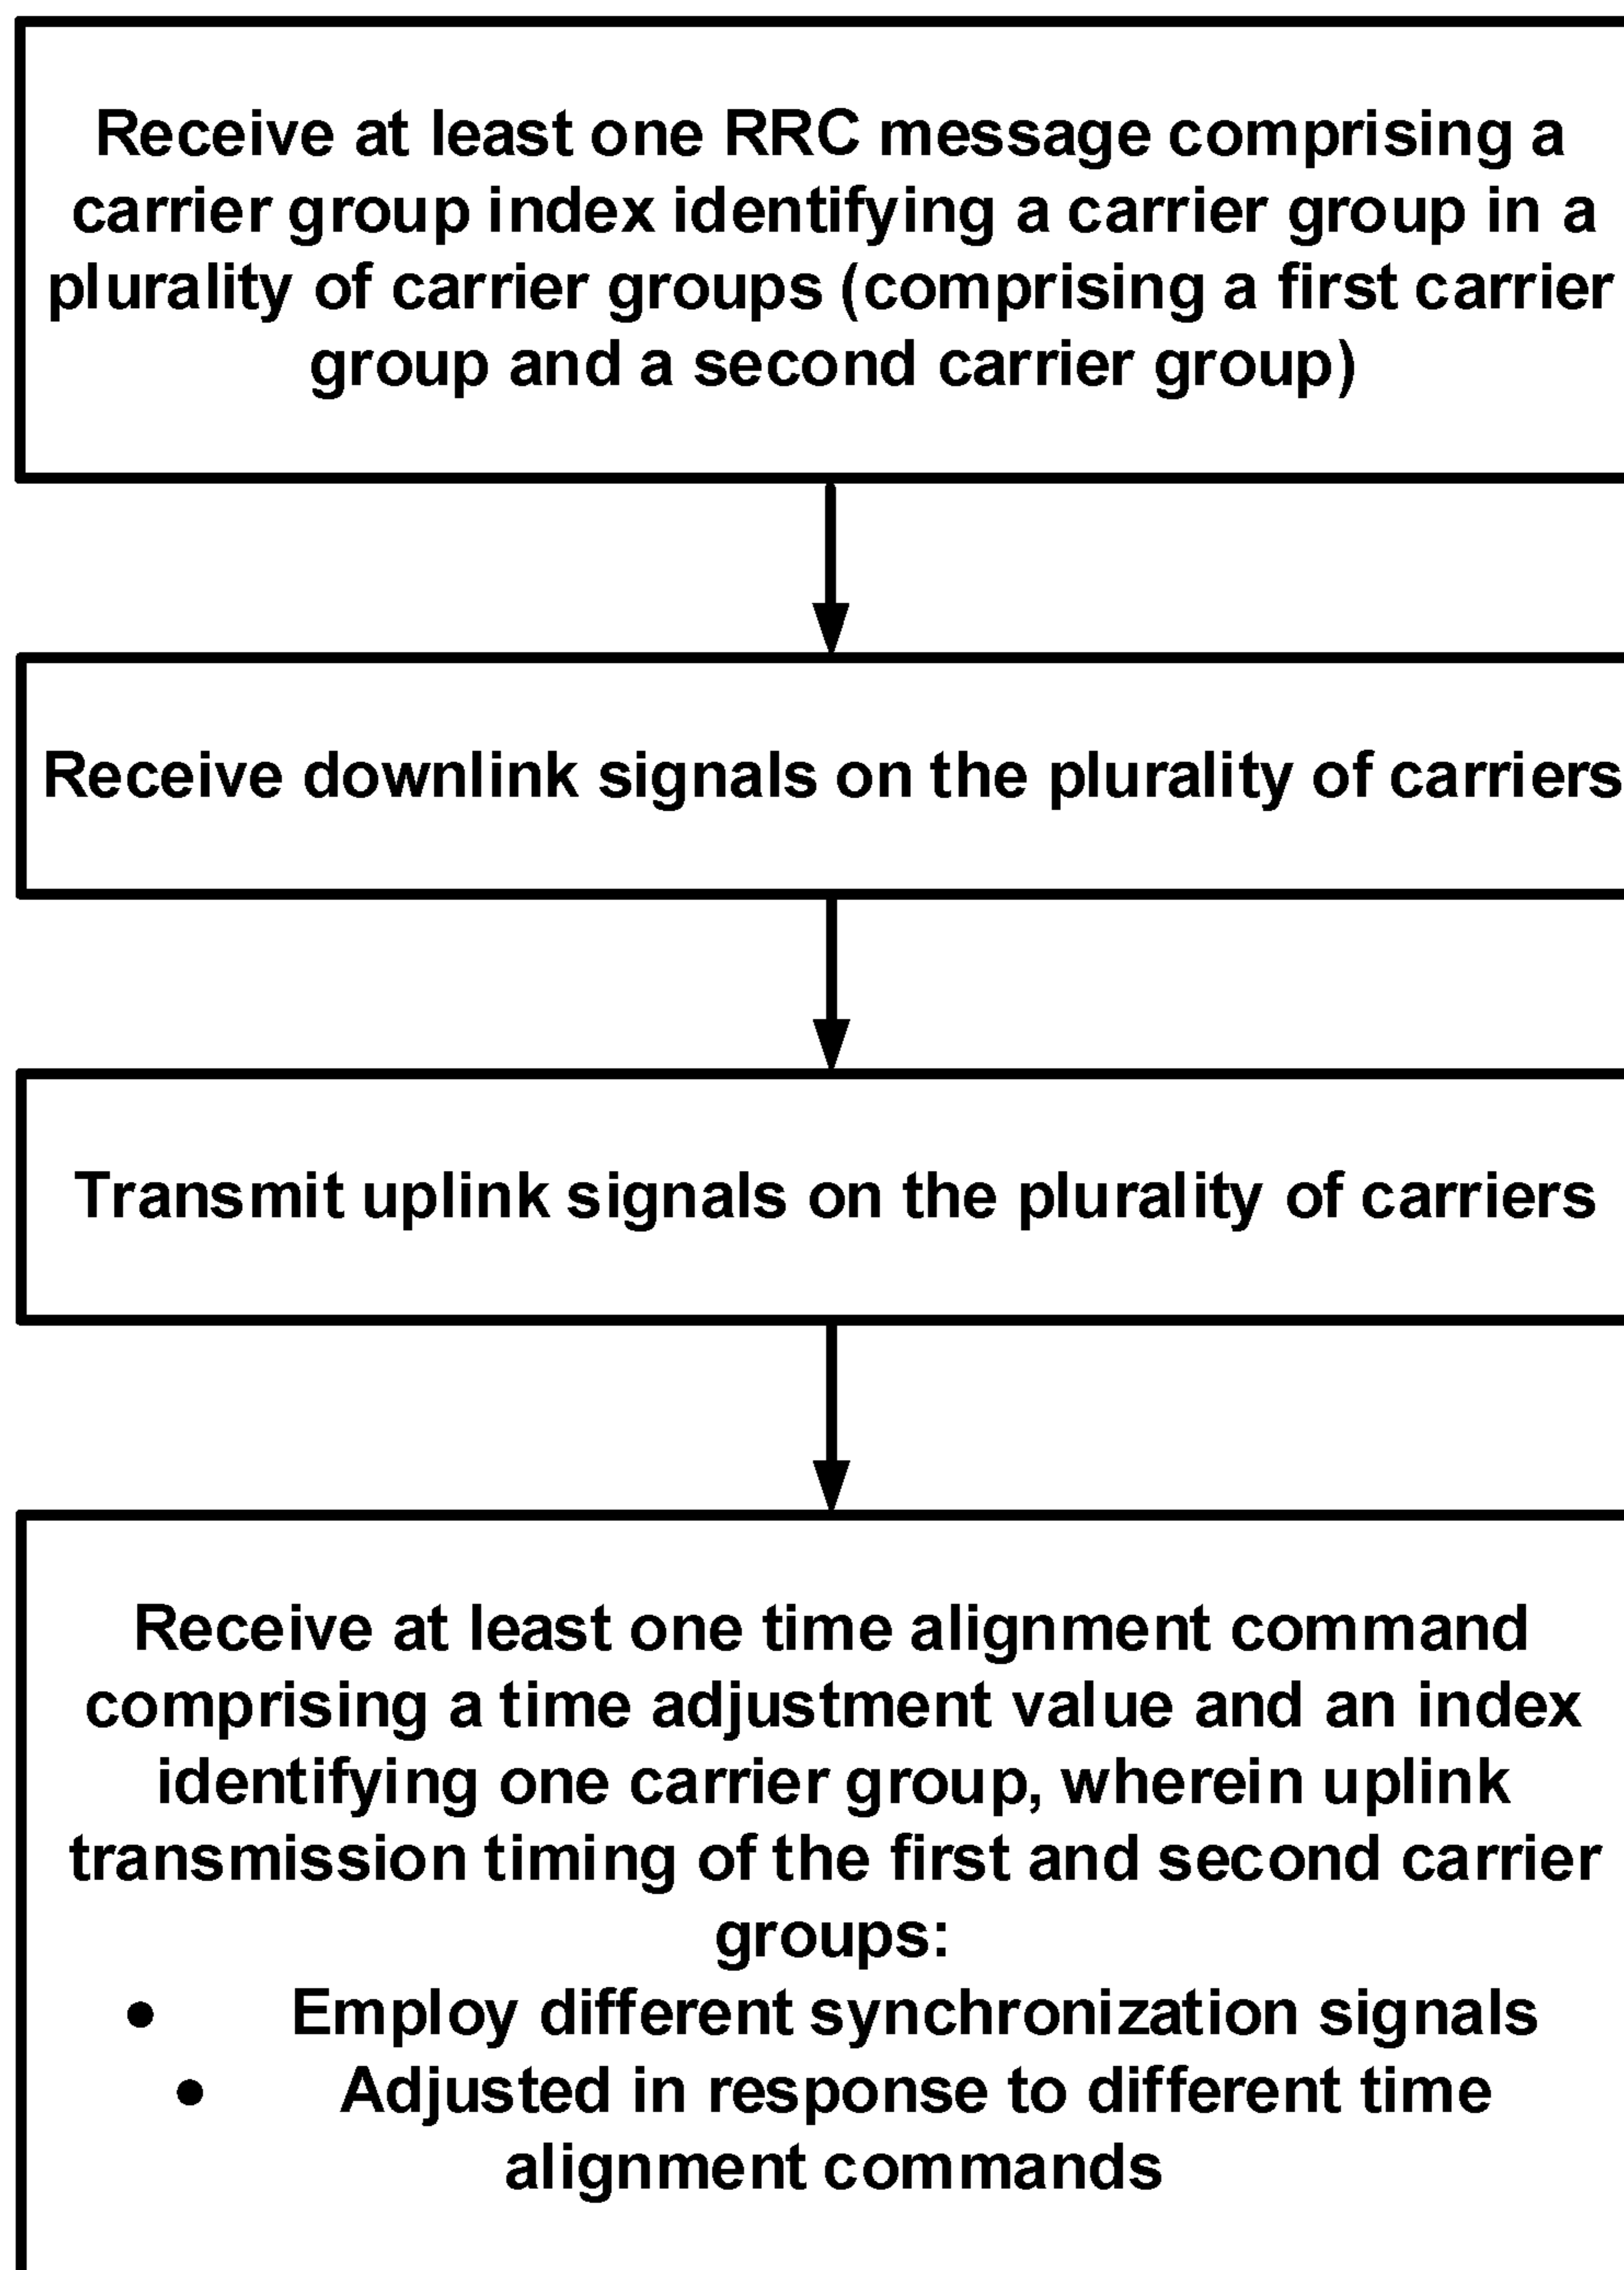 Receive at least one RRC message comprising a
carrier group index identifying a carrier group in a
plurality of carrier groups (comprising a first carrier
group and a second carrier group)
Receive downlink signals on the plurality of carriers
Transmit uplink signals on the plurality of carriers
Receive at least one time alignment command
comprising a time adjustment value and an index
identifying one carrier group, wherein uplink
transmission timing of the first and second carrier
groups:
• Employ different synchronization signals
• Adjusted in response to different time
alignment commands